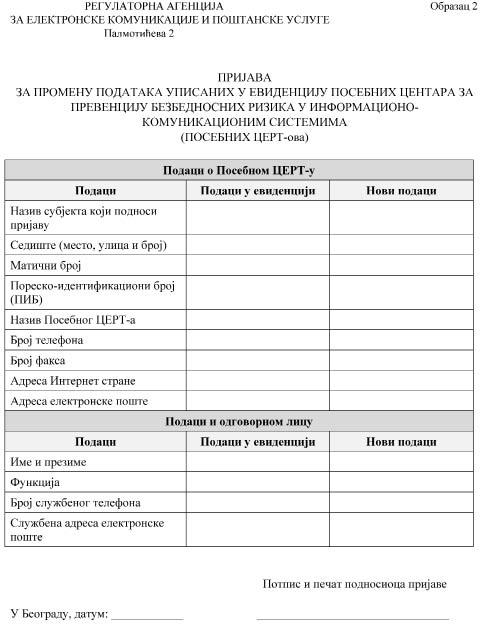 РЕГУЛАТОРНА АГЕНЦИЈА
Образац 2
ЗА ЕЛЕКТРОНСКЕ КОМУНИКАЦИЈЕ И ПОШТАНСКЕ УСЛУГЕ
Палмотићева 2
ПРИЈАВА
ЗА ПРОМЕНУ ПОДАТАКА УПИСАНИХ У ЕВИДЕНЦИЈУ ПОСЕБНИХ ЦЕНТАРА ЗА
ПРЕВЕНЦИЈУ БЕЗБЕДНОСНИХ РИЗИКА У ИНФОРМАЦИОНО-
КОМУНИКАЦИОНИМ СИСТЕМИМА
(ПОСЕБНИХ ЦЕРТ-ова)
Подаци о Посебном ЦЕРТ-у
Подаци Подаци у евиденцији Нови подаци
Назив субјекта који подноси
пријаву
Седиште (место, улица и број)
Матични број
Пореско-идентификациони број
(ПИБ)
Назив Посебног ЦЕРТ-а
Број телефона
Број факса
Адреса Интернет стране
Адреса електронске поште
Подаци и одговорном лицу
Подаци Подаци у евиденцији Нови подаци
Име и презиме
Функција
Број службеног телефона
Службена адреса електронске
поште
Потпис и печат подносиоца пријаве
У Београду, датум: ____________ ___________________________